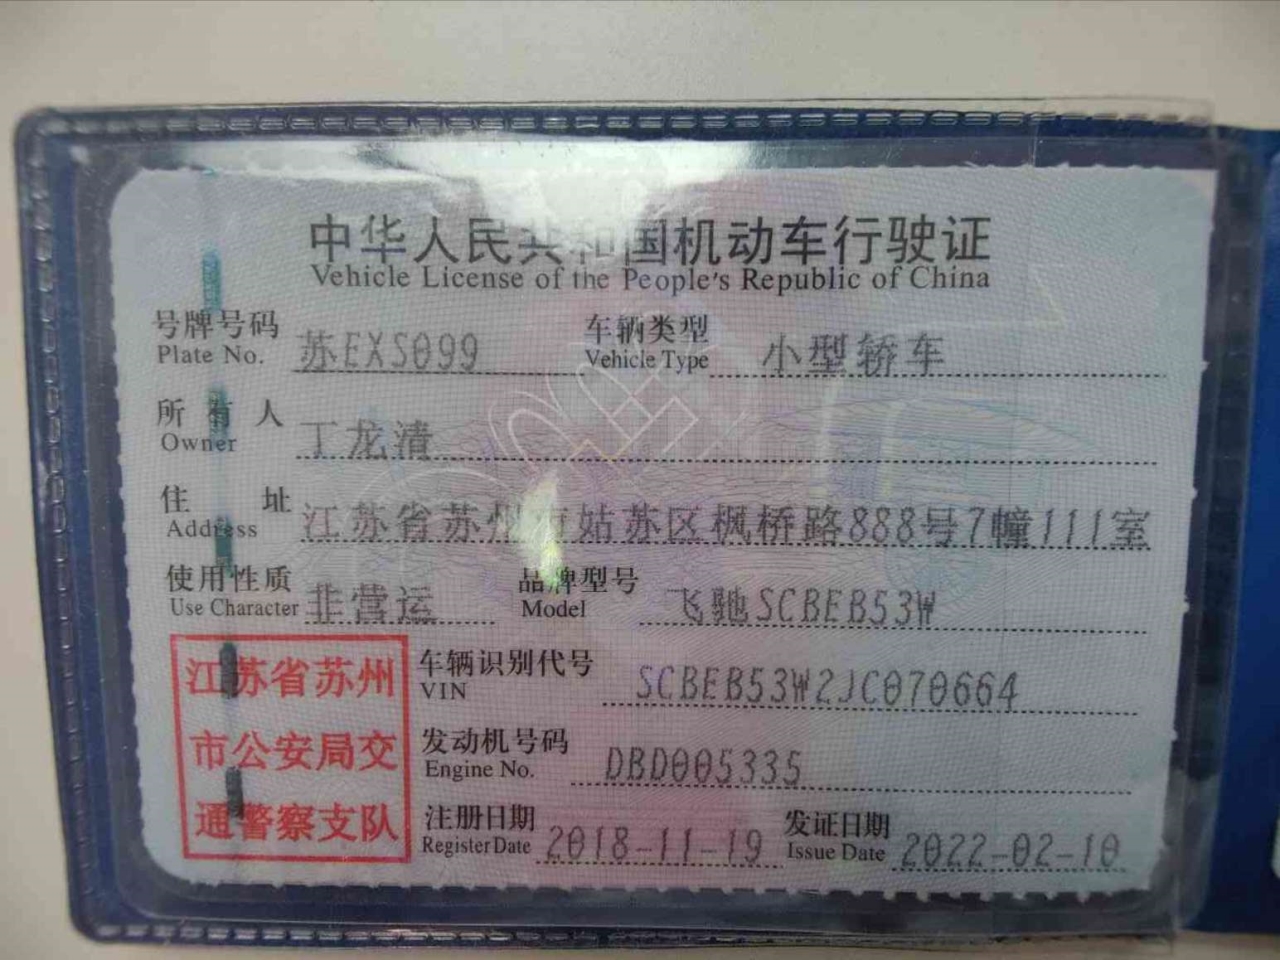 中华人民共和国机动车行驶证
Vehicle License of the People's Republic of China
号牌号码 苏EXS099 车辆类型 小型轿车
Plate No. Vehicle Type
所有人 丁龙清
Owner
住址 江苏省苏州市姑苏区枫桥路888号7幢111室
Address
使用性质 非营运 品牌型号 飞驰SCBEB53W
Use Character Model
江苏省苏州
市公安局交
通警察支队
车辆识别代号 SCBEB53W2JC070664
VIN
发动机号码 DBD005335
Engine No.
注册日期 2018-11-19 发证日期 2022-02-10
Register Date Issue Date